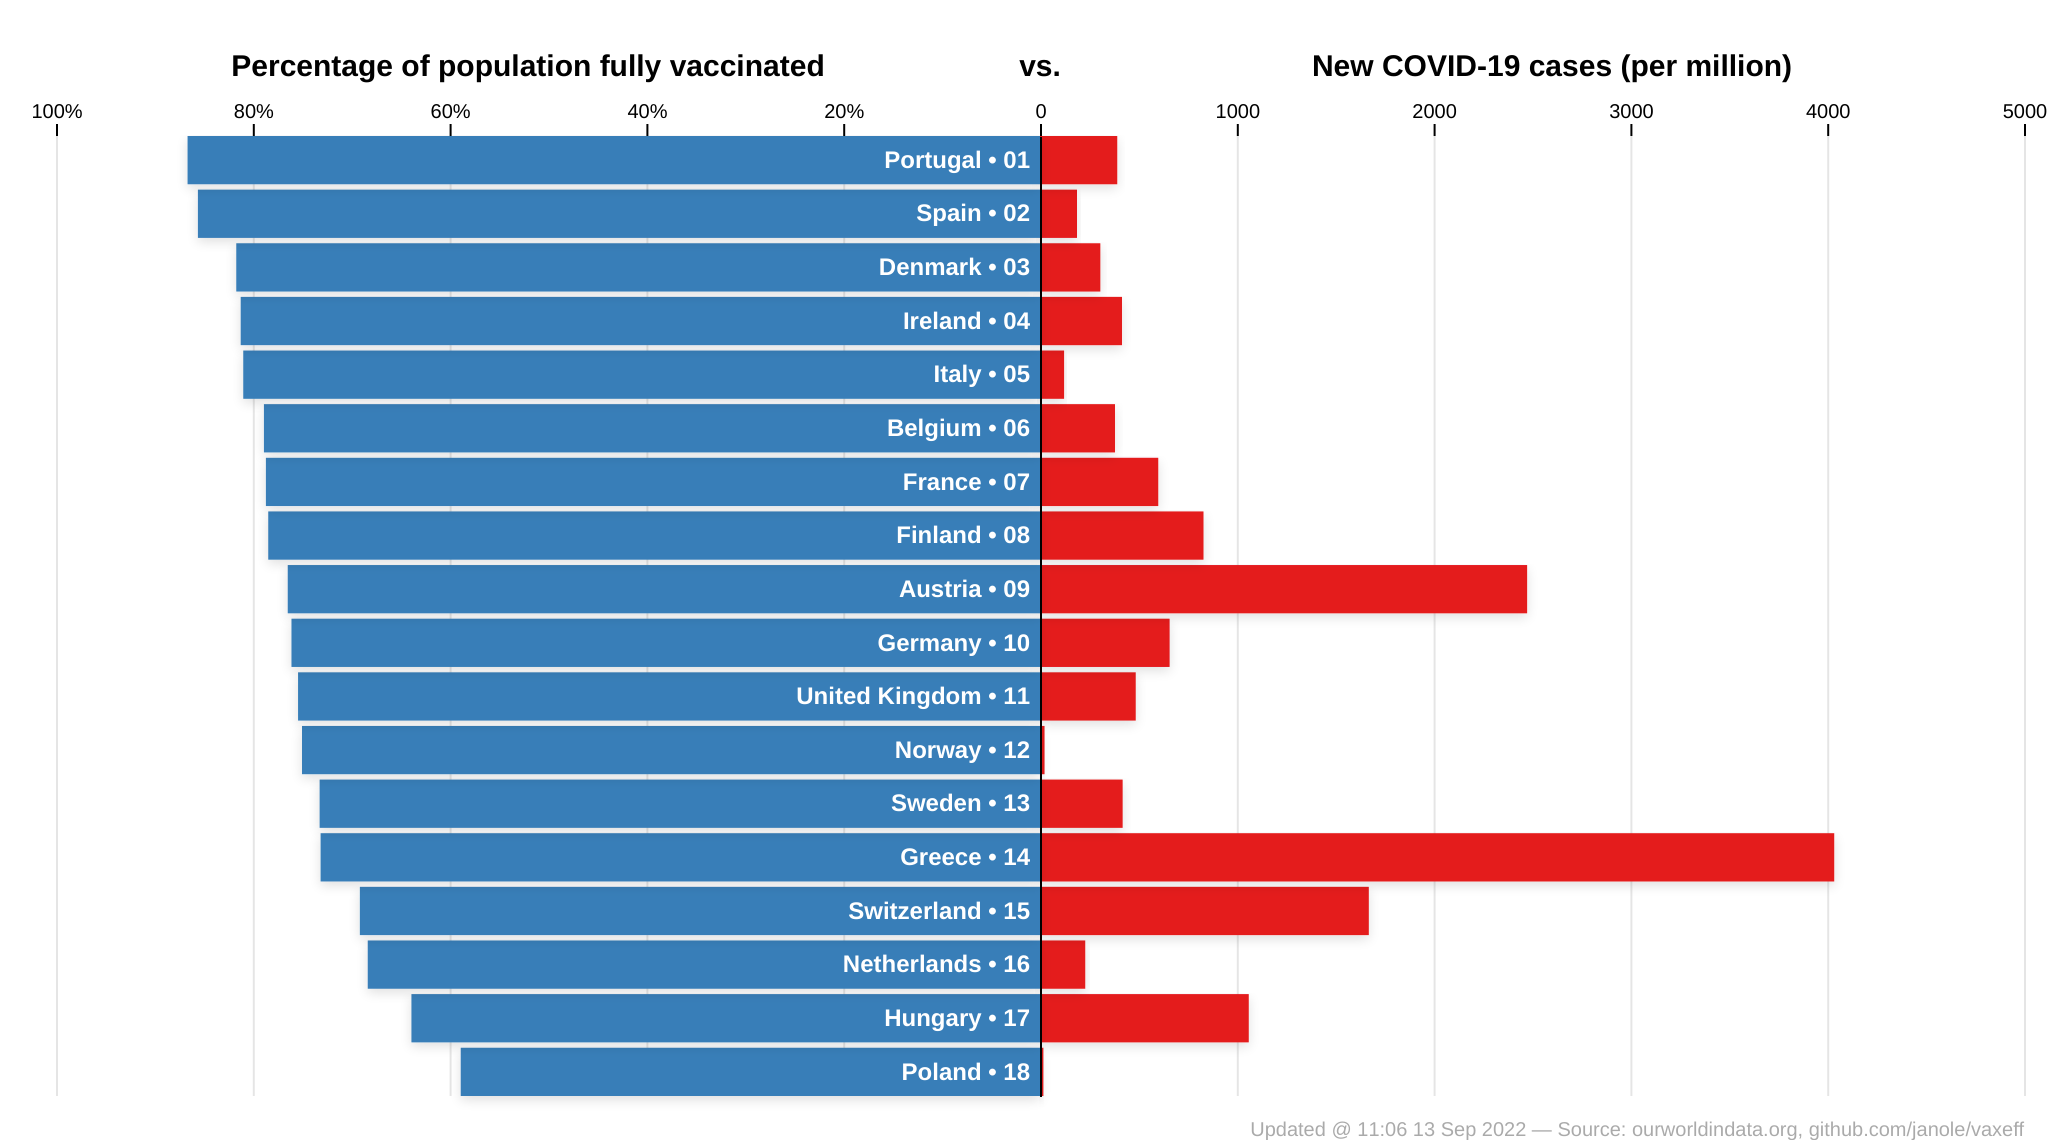 Percentage of population fully vaccinated vs. New COVID-19 cases (per million)
100% 80% 60% 40% 20% 0 1000 2000 3000 4000 5000
Portugal • 01
Spain • 02
Denmark • 03
Ireland • 04
Italy • 05
Belgium • 06
France • 07
Finland • 08
Austria • 09
Germany • 10
United Kingdom • 11
Norway • 12
Sweden • 13
Greece • 14
Switzerland • 15
Netherlands • 16
Hungary • 17
Poland • 18
Updated @ 11:06 13 Sep 2022 — Source: ourworldindata.org, github.com/janole/vaxeff